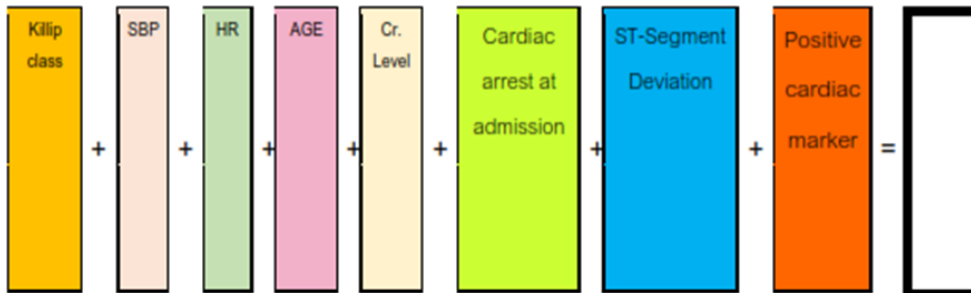 Killip
class
+
SBP
+
HR
+
AGE
+
Cr.
Level
+
Cardiac
arrest at
admission
+
ST-Segment
Deviation
+
Positive
cardiac
marker
=